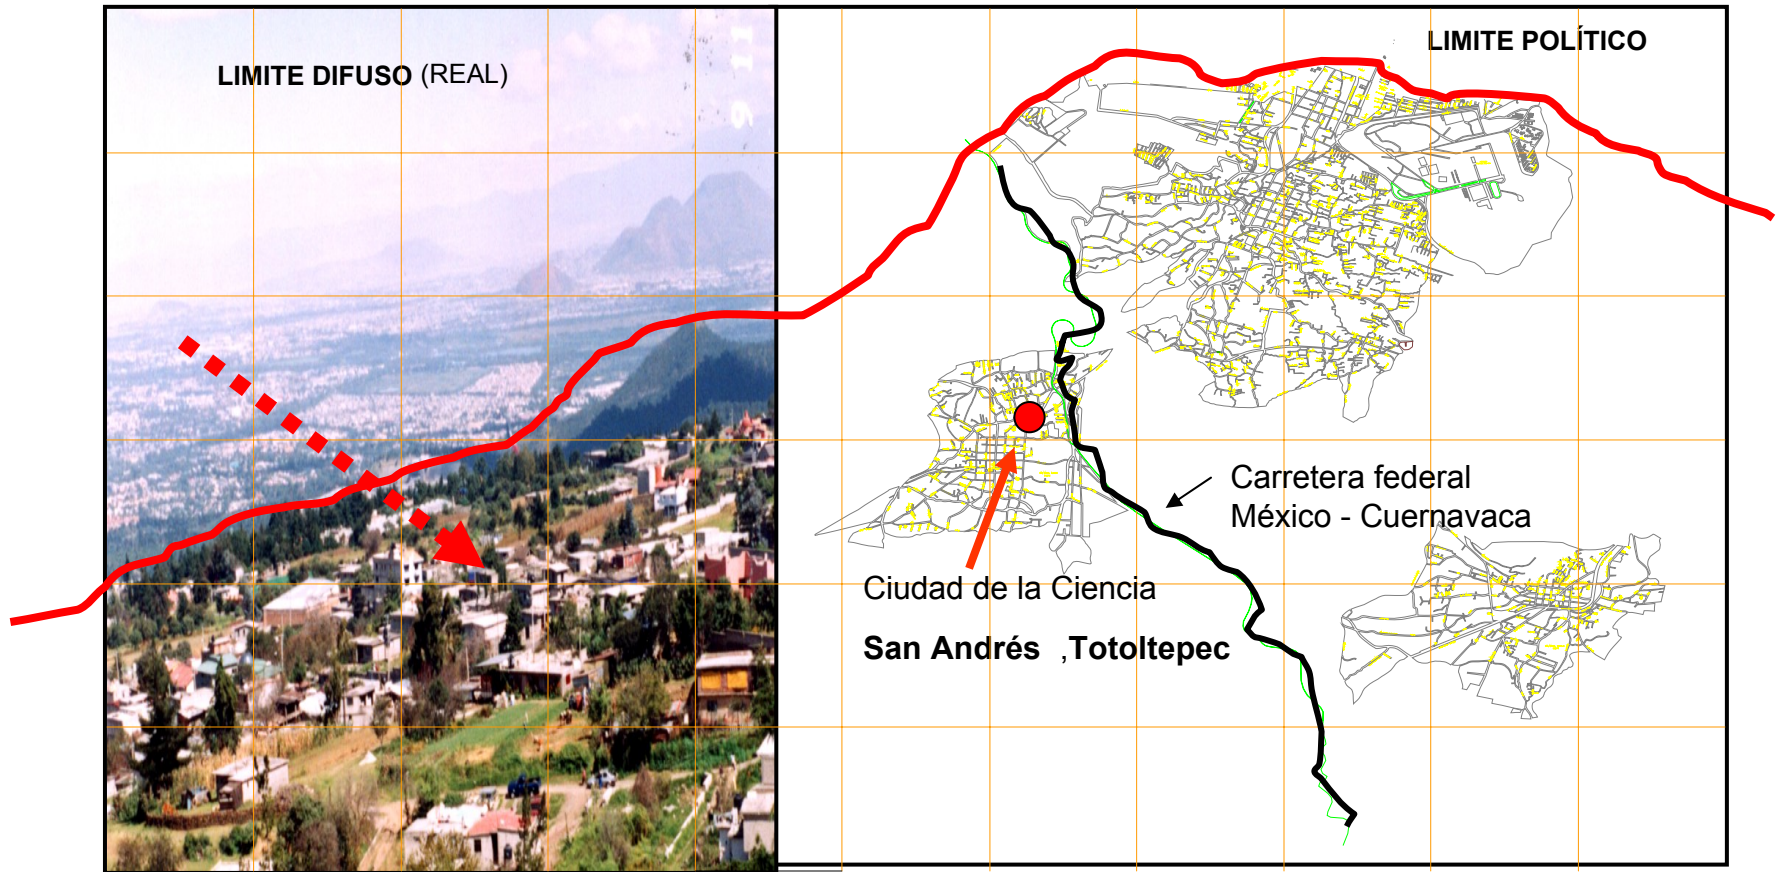 LIMITE DIFUSO (REAL)
LIMITE POLÍTICO
Carretera federal
México - Cuernavaca
Ciudad de la Ciencia
San Andrés ,Totoltepec